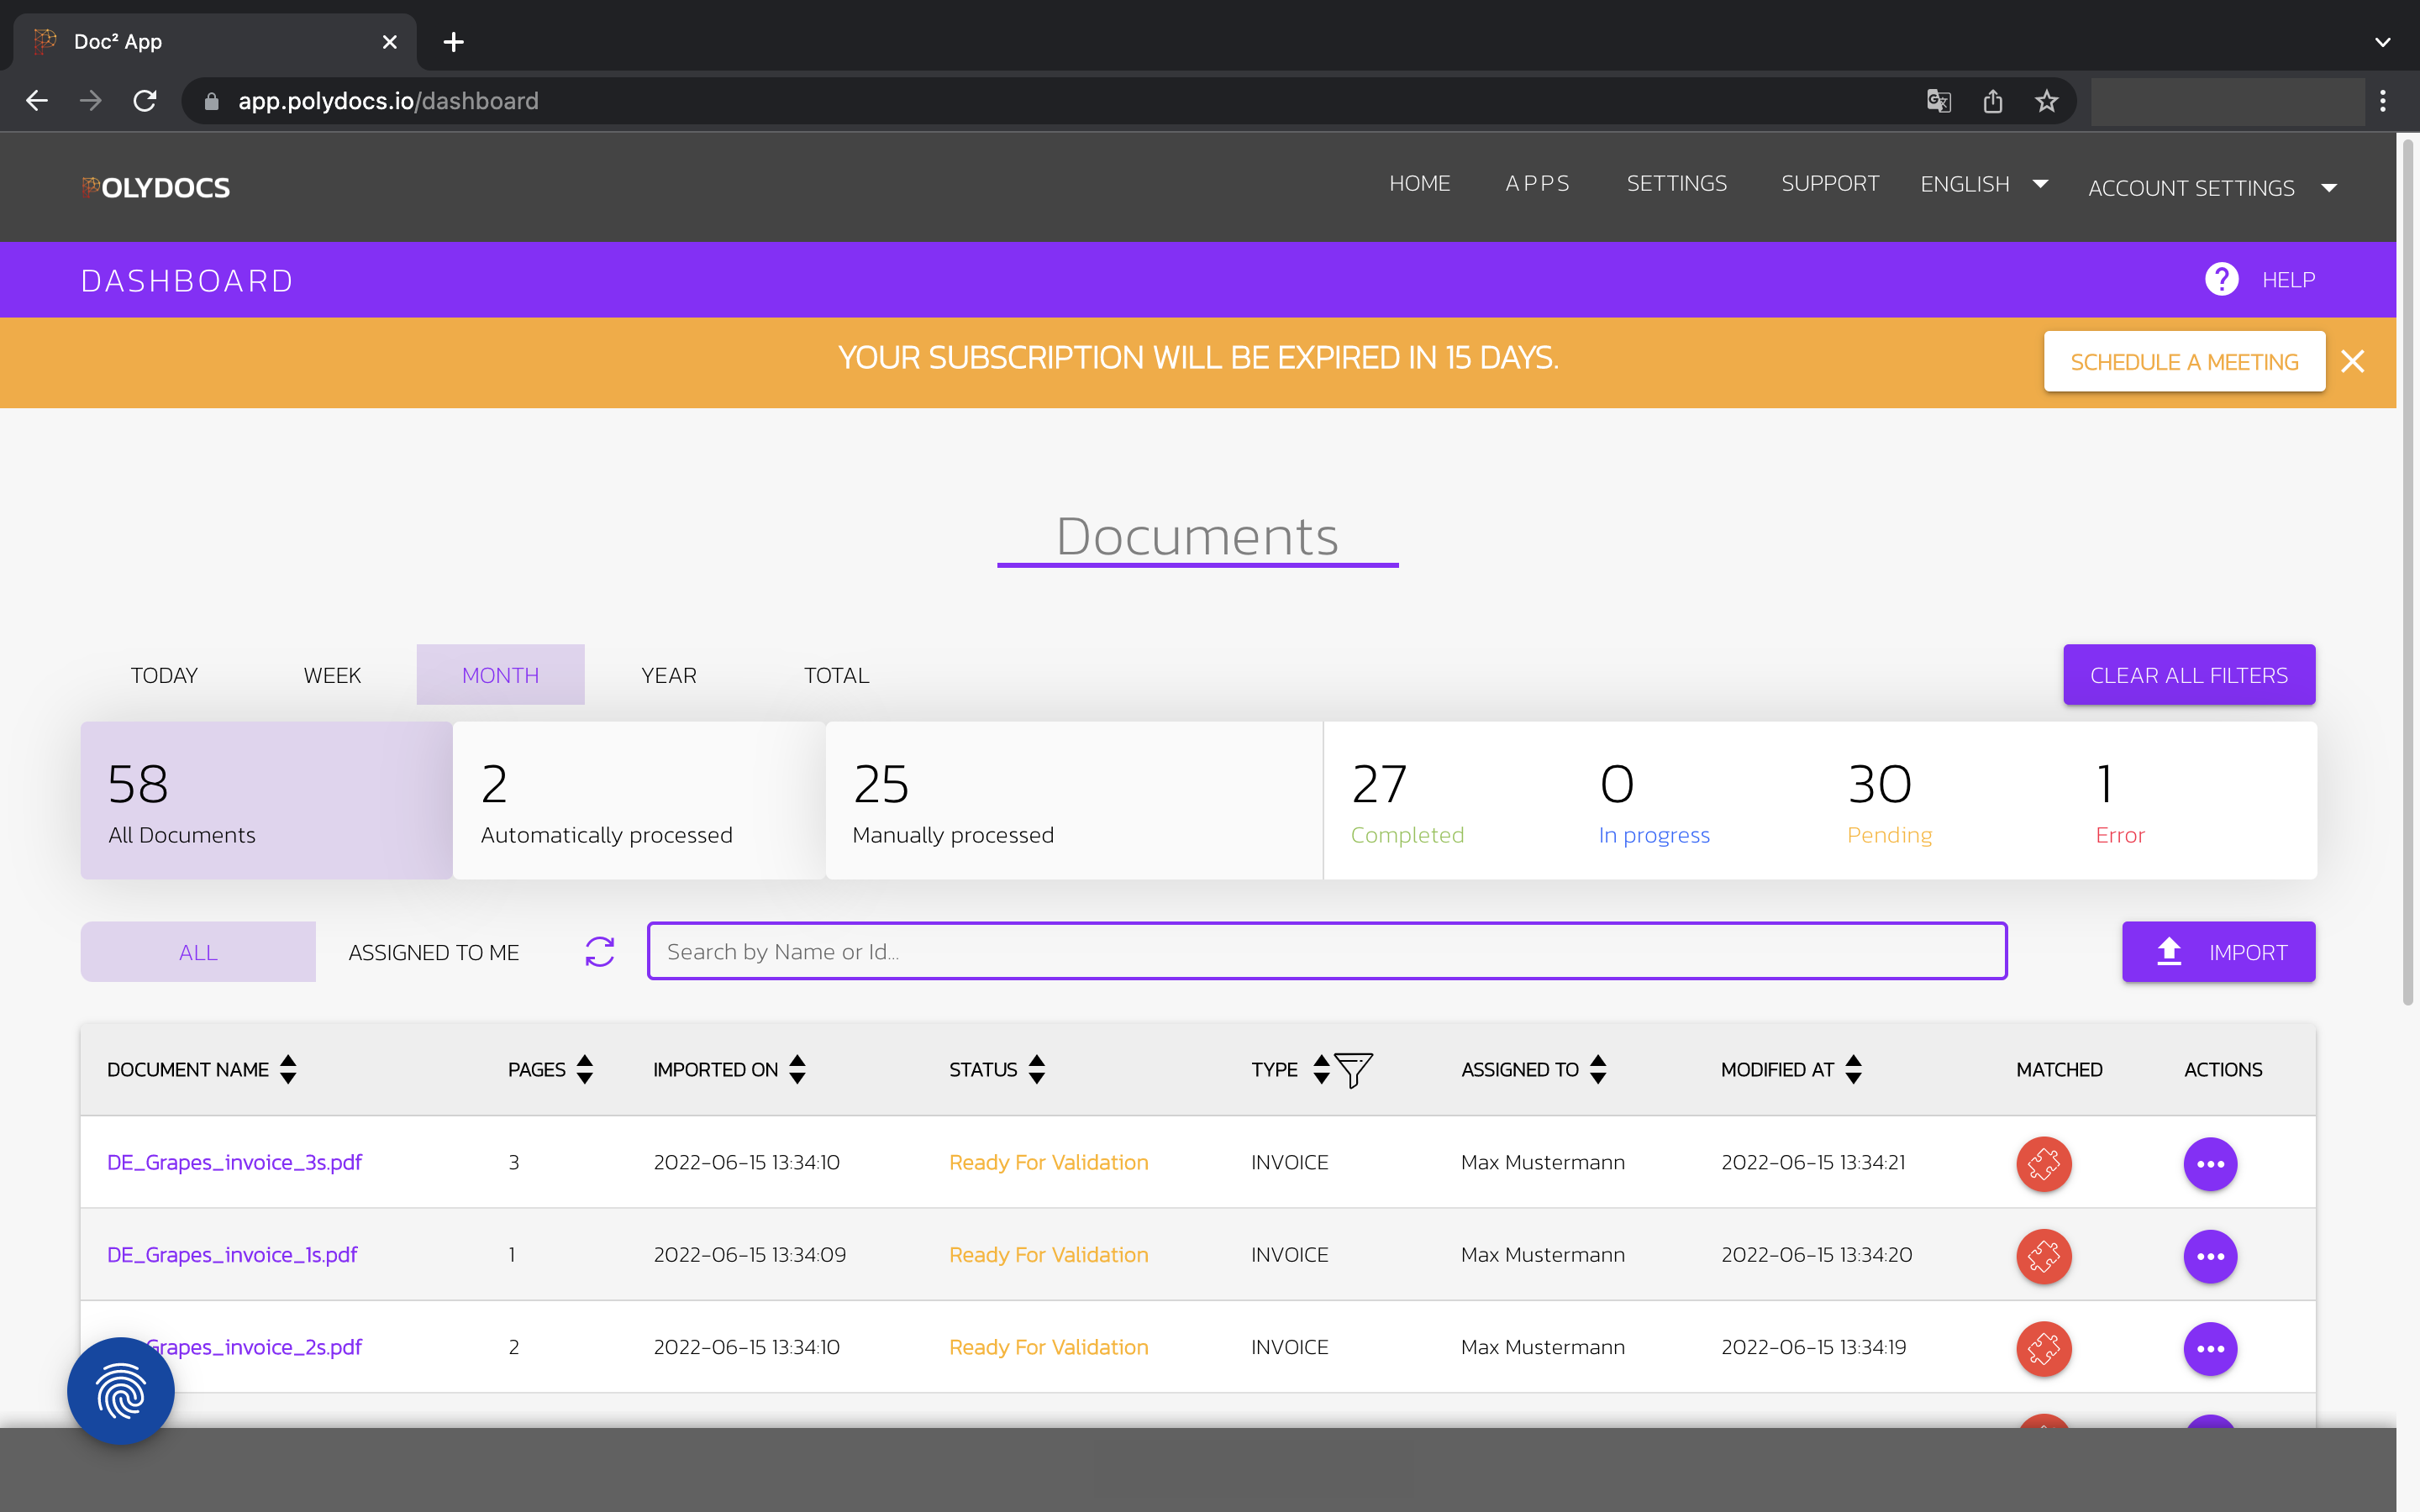 Doc² App
app.polydocs.io/dashboard
POLYDOCS
HOME
APPS
SETTINGS
SUPPORT
ENGLISH
ACCOUNT SETTINGS
DASHBOARD
? HELP
YOUR SUBSCRIPTION WILL BE EXPIRED IN 15 DAYS.
SCHEDULE A MEETING
Documents
TODAY
WEEK
MONTH
YEAR
TOTAL
CLEAR ALL FILTERS
58
All Documents
2
Automatically processed
25
Manually processed
27
Completed
0
In progress
30
Pending
1
Error
ALL
ASSIGNED TO ME
Search by Name or Id...
IMPORT
DOCUMENT NAME PAGES IMPORTED ON STATUS TYPE ASSIGNED TO MODIFIED AT MATCHED ACTIONS
DE_Grapes_invoice_3s.pdf 3 2022-06-15 13:34:10 Ready For Validation INVOICE Max Mustermann 2022-06-15 13:34:21
DE_Grapes_invoice_1s.pdf 1 2022-06-15 13:34:09 Ready For Validation INVOICE Max Mustermann 2022-06-15 13:34:20
Grapes_invoice_2s.pdf 2 2022-06-15 13:34:10 Ready For Validation INVOICE Max Mustermann 2022-06-15 13:34:19